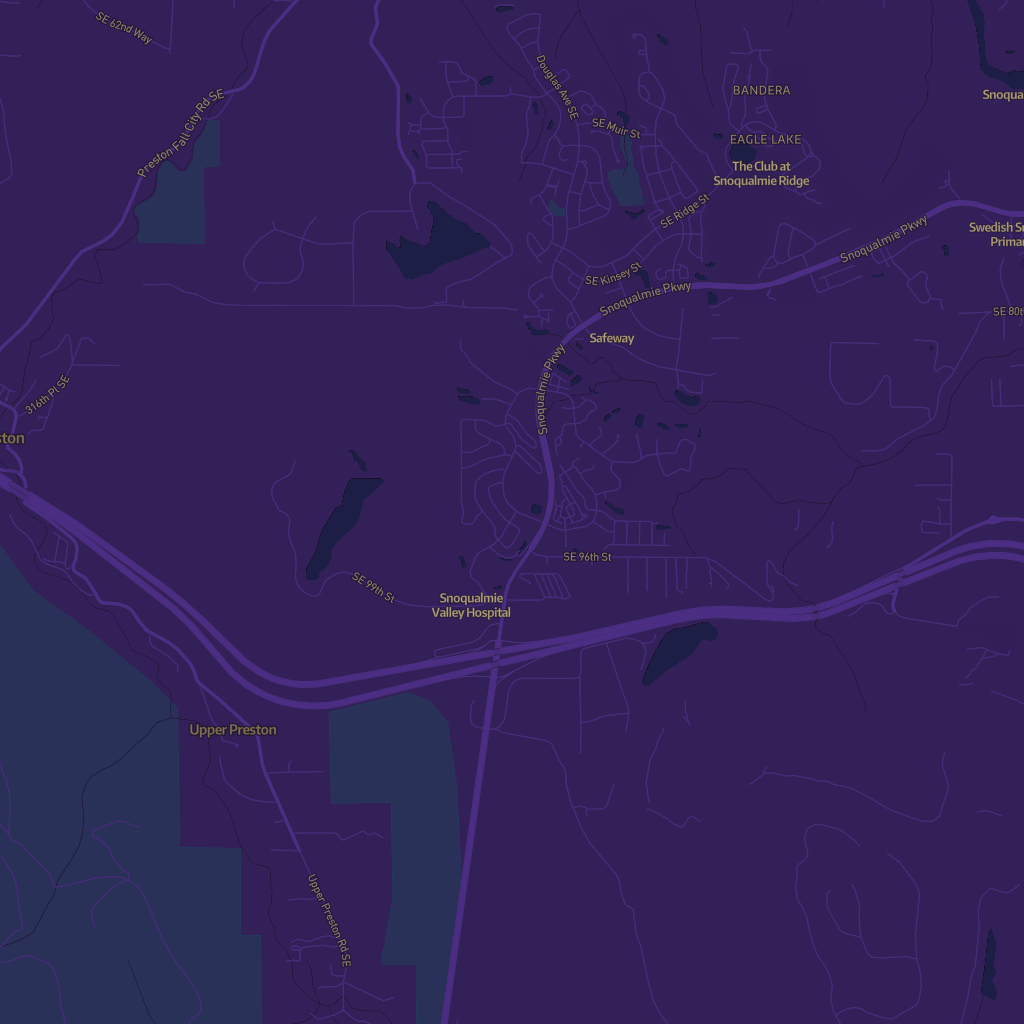 SE 62nd Way
Douglas Ave SE
BANDERA
Preston Fall-City Rd SE
SE Muir St
EAGLE LAKE
The Club at
Snoqualmie Ridge
SE Ridge St
Snoqualmie Pkwy
SE Kinsey St
Snoqualmie Pkwy
Safeway
Snoqualmie Pkwy
316th Pl SE
SE 96th St
SE 99th St
Snoqualmie
Valley Hospital
Upper Preston
Upper Preston Rd SE